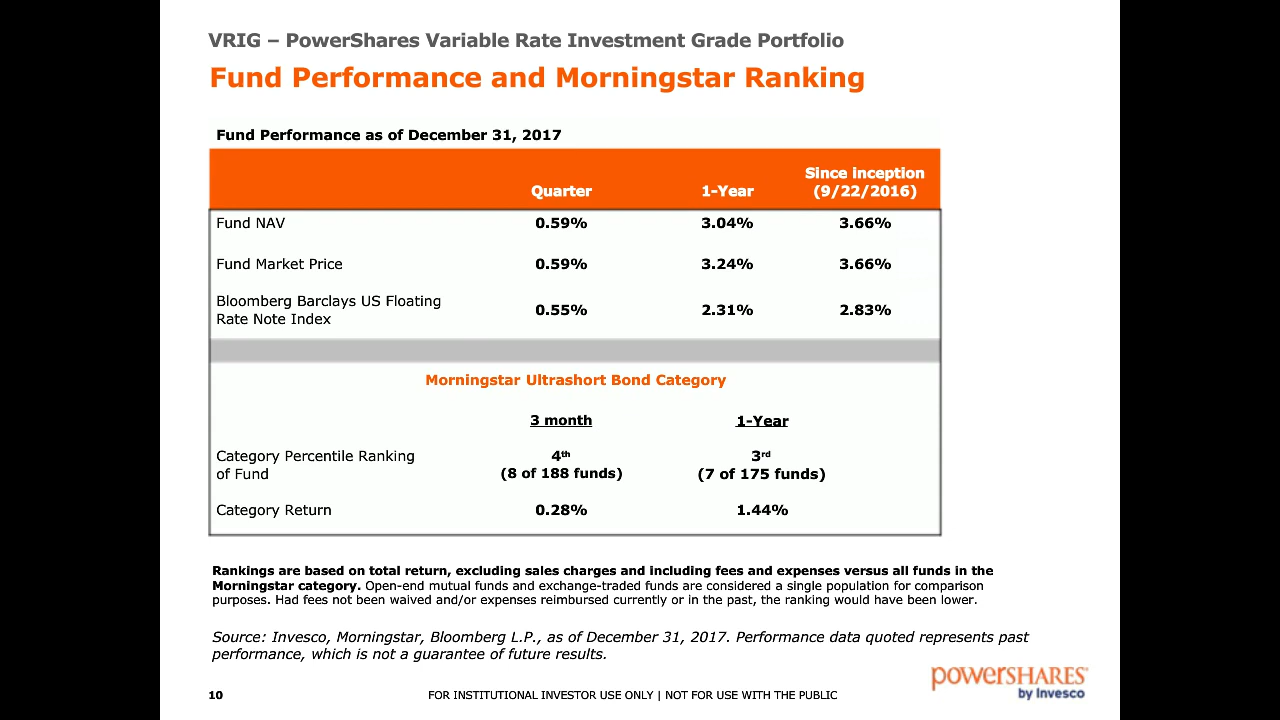 VRIG – PowerShares Variable Rate Investment Grade Portfolio
Fund Performance and Morningstar Ranking
Fund Performance as of December 31, 2017
Quarter 1-Year Since inception (9/22/2016)
Fund NAV 0.59% 3.04% 3.66%
Fund Market Price 0.59% 3.24% 3.66%
Bloomberg Barclays US Floating
Rate Note Index 0.55% 2.31% 2.83%
Morningstar Ultrashort Bond Category
3 month 1-Year
Category Percentile Ranking 4th 3rd
of Fund (8 of 188 funds) (7 of 175 funds)
Category Return 0.28% 1.44%
Rankings are based on total return, excluding sales charges and including fees and expenses versus all funds in the
Morningstar category. Open-end mutual funds and exchange-traded funds are considered a single population for comparison
purposes. Had fees not been waived and/or expenses reimbursed currently or in the past, the ranking would have been lower.
Source: Invesco, Morningstar, Bloomberg L.P., as of December 31, 2017. Performance data quoted represents past
performance, which is not a guarantee of future results.
powerSHARES®
by Invesco
10 FOR INSTITUTIONAL INVESTOR USE ONLY | NOT FOR USE WITH THE PUBLIC